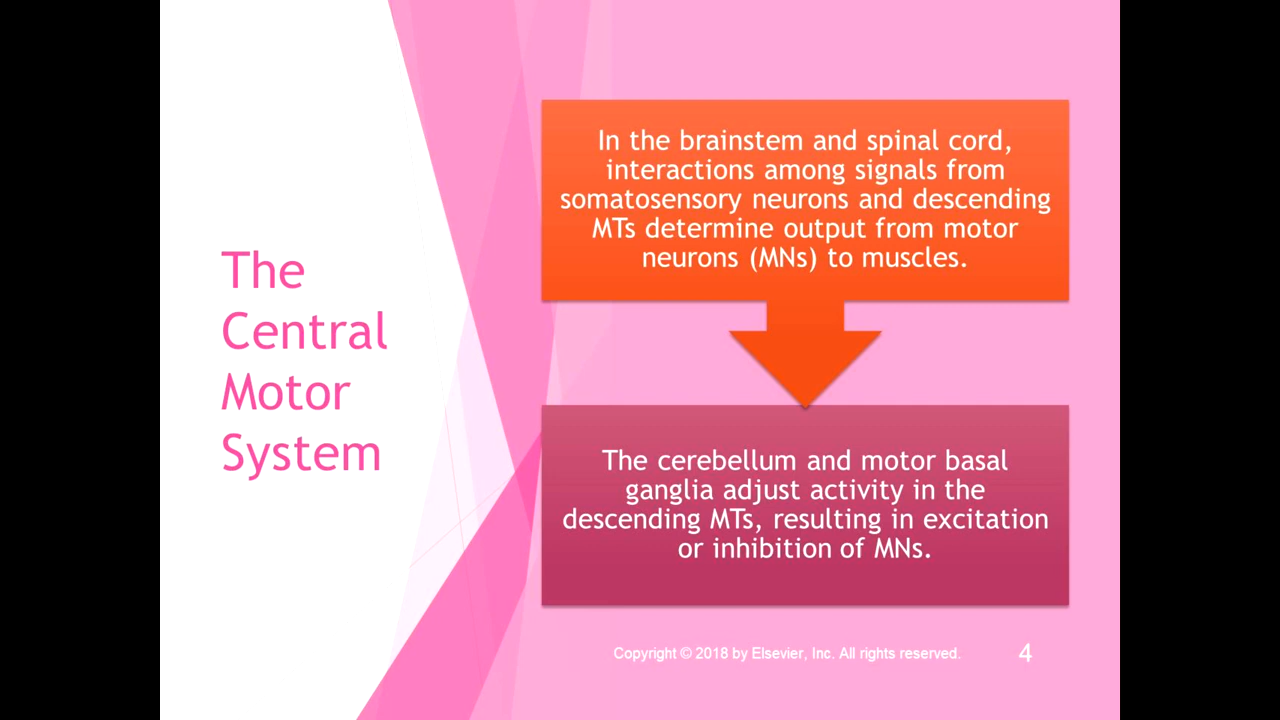 The
Central
Motor
System
In the brainstem and spinal cord,
interactions among signals from
somatosensory neurons and descending
MTs determine output from motor
neurons (MNs) to muscles.
The cerebellum and motor basal
ganglia adjust activity in the
descending MTs, resulting in excitation
or inhibition of MNs.
Copyright © 2018 by Elsevier, Inc. All rights reserved.
4